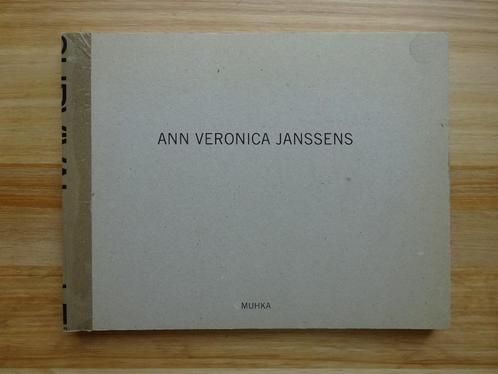 ANN VERONICA JANSSENS
MUHKA